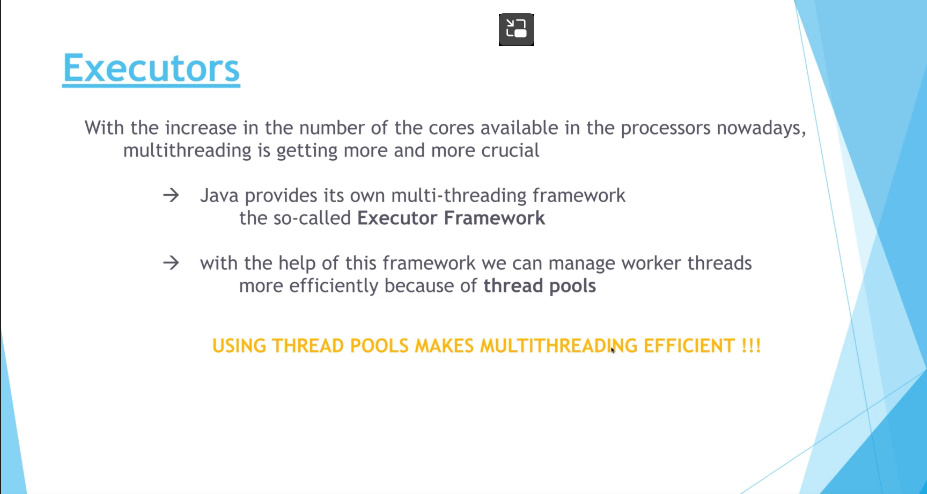 Executors
With the increase in the number of the cores available in the processors nowadays,
multithreading is getting more and more crucial
→ Java provides its own multi-threading framework
the so-called Executor Framework
→ with the help of this framework we can manage worker threads
more efficiently because of thread pools
USING THREAD POOLS MAKES MULTITHREADING EFFICIENT !!!